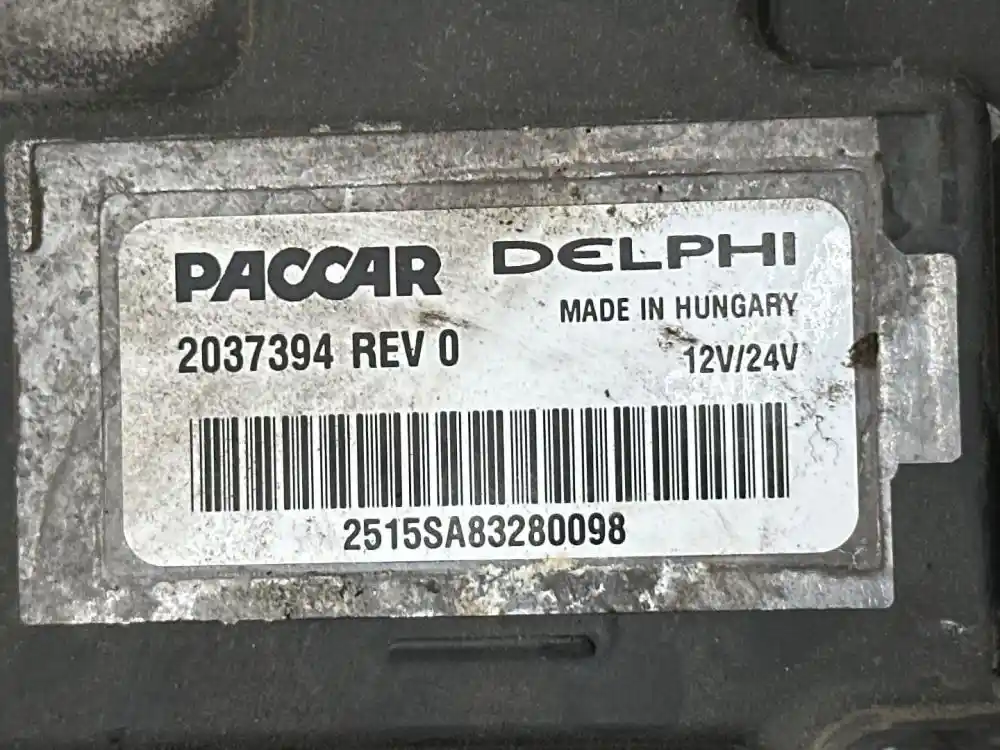 PACCAR
DELPHI
MADE IN HUNGARY
2037394 REV 0
12V/24V
2515SA83280098